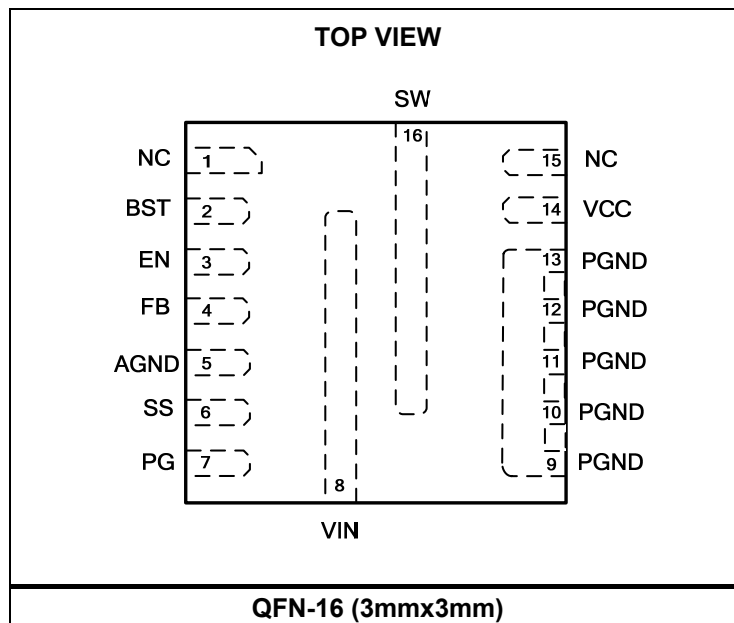 TOP VIEW
SW
16
NC 1 15 NC
BST 2 14 VCC
EN 3 13 PGND
FB 4 12 PGND
AGND 5 11 PGND
SS 6 10 PGND
PG 7 9 PGND
8
VIN
QFN-16 (3mmx3mm)